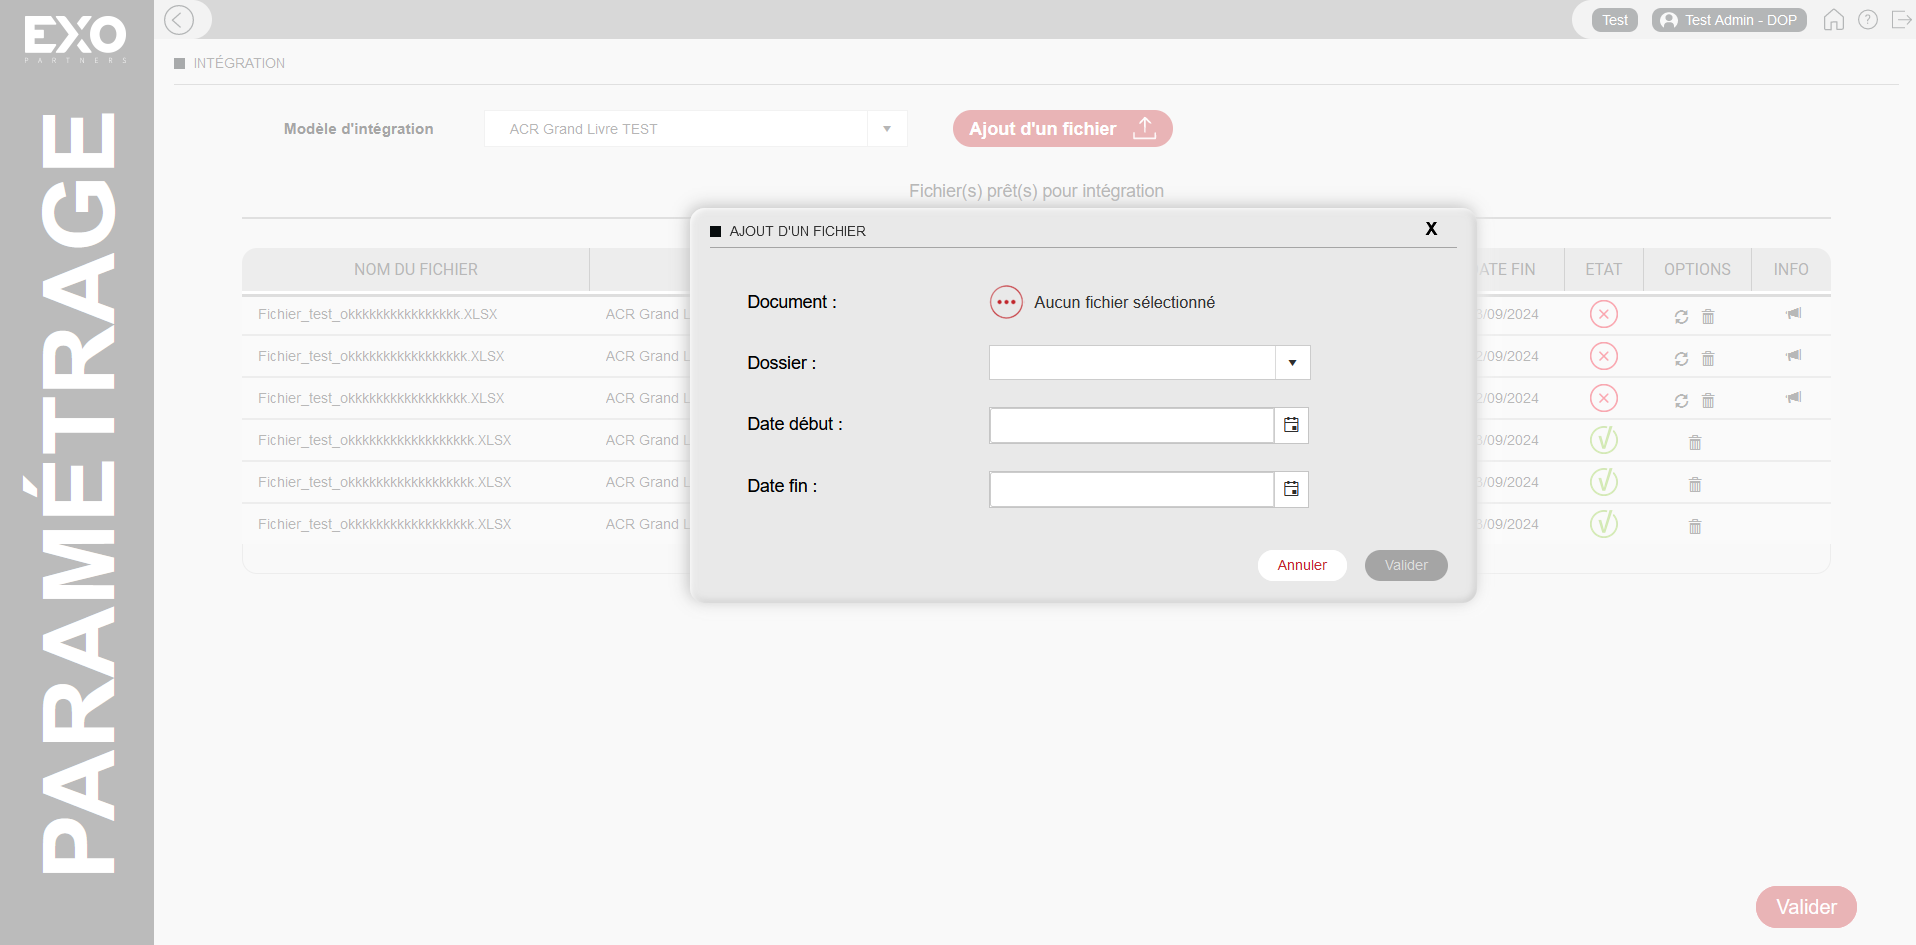 EXO
PARTNERS
PARAMÉTRAGE
Test
Test Admin - DOP
?
INTÉGRATION
Modèle d'intégration
ACR Grand Livre TEST
Ajout d'un fichier
Fichier(s) prêt(s) pour intégration
AJOUT D'UN FICHIER
X
Document :
Aucun fichier sélectionné
Dossier :
Date début :
Date fin :
Annuler
Valider
NOM DU FICHIER
ATE FIN
ETAT
OPTIONS
INFO
Fichier_test_okkkkkkkkkkkkkkkk.XLSX ACR Grand L 3/09/2024
Fichier_test_okkkkkkkkkkkkkkkkk.XLSX ACR Grand L 2/09/2024
Fichier_test_okkkkkkkkkkkkkkkkk.XLSX ACR Grand L 2/09/2024
Fichier_test_okkkkkkkkkkkkkkkkkk.XLSX ACR Grand L 3/09/2024
Fichier_test_okkkkkkkkkkkkkkkkkk.XLSX ACR Grand L 3/09/2024
Fichier_test_okkkkkkkkkkkkkkkkkk.XLSX ACR Grand L 3/09/2024
Valider